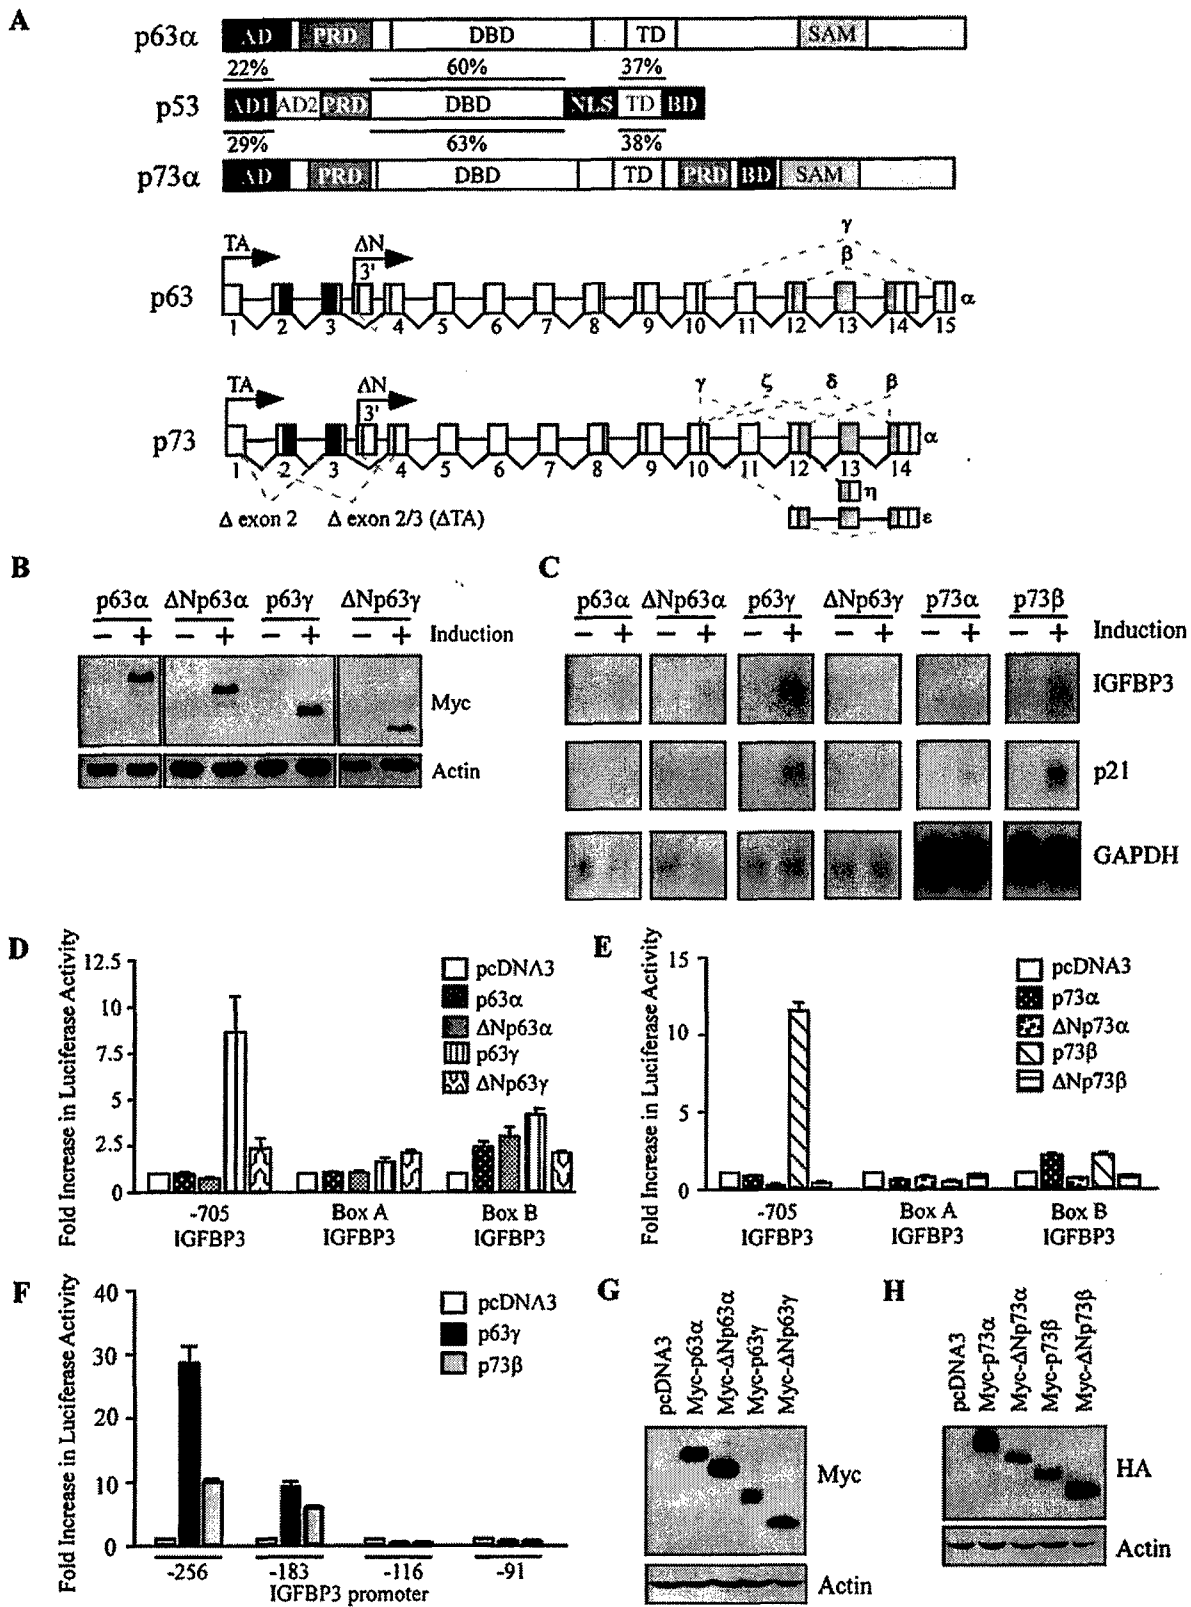 A
p63α AD PRD DBD TD SAM
22% 60% 37%
p53 AD1 AD2 PRD DBD NLS TD BD
29% 63% 38%
p73α AD PRD DBD TD PRD BD SAM
γ
TA ΔN β
3'
p63 α
1 2 3 4 5 6 7 8 9 10 11 12 13 14 15
TA ΔN γ ζ δ β
3'
p73 α
1 2 3 4 5 6 7 8 9 10 11 12 13 14
η
Δ exon 2 Δ exon 2/3 (ΔTA) ε
B
p63α ΔNp63α p63γ ΔNp63γ
− + − + − + − + Induction
Myc
Actin
C
p63α ΔNp63α p63γ ΔNp63γ p73α p73β
− + − + − + − + − + − + Induction
IGFBP3
p21
GAPDH
D
Fold Increase in Luciferase Activity
12.5
10
7.5
5
2.5
0
pcDNA3
p63α
ΔNp63α
p63γ
ΔNp63γ
-705 Box A Box B
IGFBP3 IGFBP3 IGFBP3
E
Fold Increase in Luciferase Activity
15
10
5
0
pcDNA3
p73α
ΔNp73α
p73β
ΔNp73β
-705 Box A Box B
IGFBP3 IGFBP3 IGFBP3
F
Fold Increase in Luciferase Activity
40
30
20
10
0
pcDNA3
p63γ
p73β
-256 -183 -116 -91
IGFBP3 promoter
G
pcDNA3
Myc-p63α
Myc-ΔNp63α
Myc-p63γ
Myc-ΔNp63γ
Myc
Actin
H
pcDNA3
Myc-p73α
Myc-ΔNp73α
Myc-p73β
Myc-ΔNp73β
HA
Actin